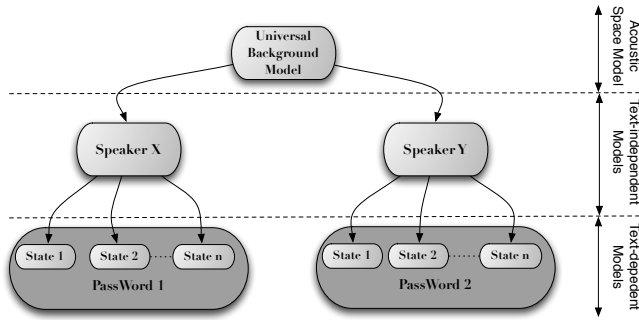 Universal
Background
Model
Acoustic
Space Model
Speaker X
Speaker Y
Text-independent
Models
State 1
State 2
State n
PassWord 1
State 1
State 2
State n
PassWord 2
Text-depedent
Models